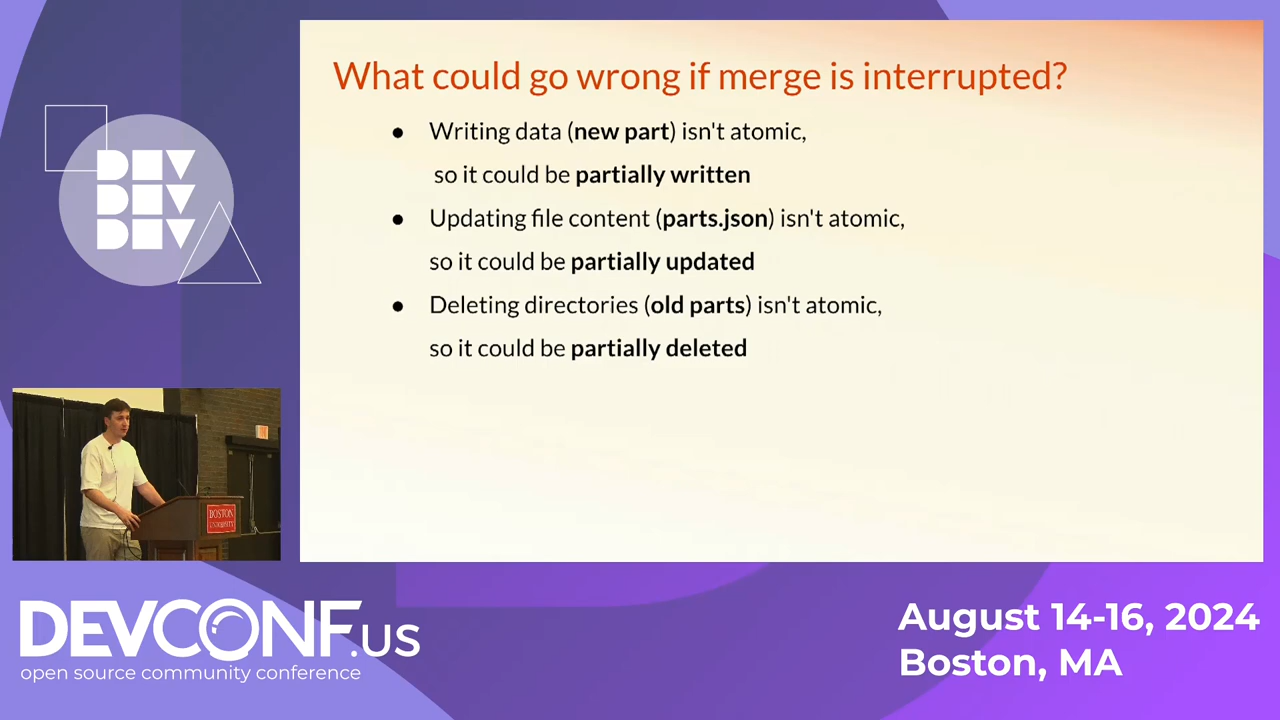 What could go wrong if merge is interrupted?
● Writing data (new part) isn't atomic,
so it could be partially written
● Updating file content (parts.json) isn't atomic,
so it could be partially updated
● Deleting directories (old parts) isn't atomic,
so it could be partially deleted
DEV
DEV
DEV
BOSTON
UNIVERSITY
DEVCONF.us
open source community conference
August 14-16, 2024
Boston, MA